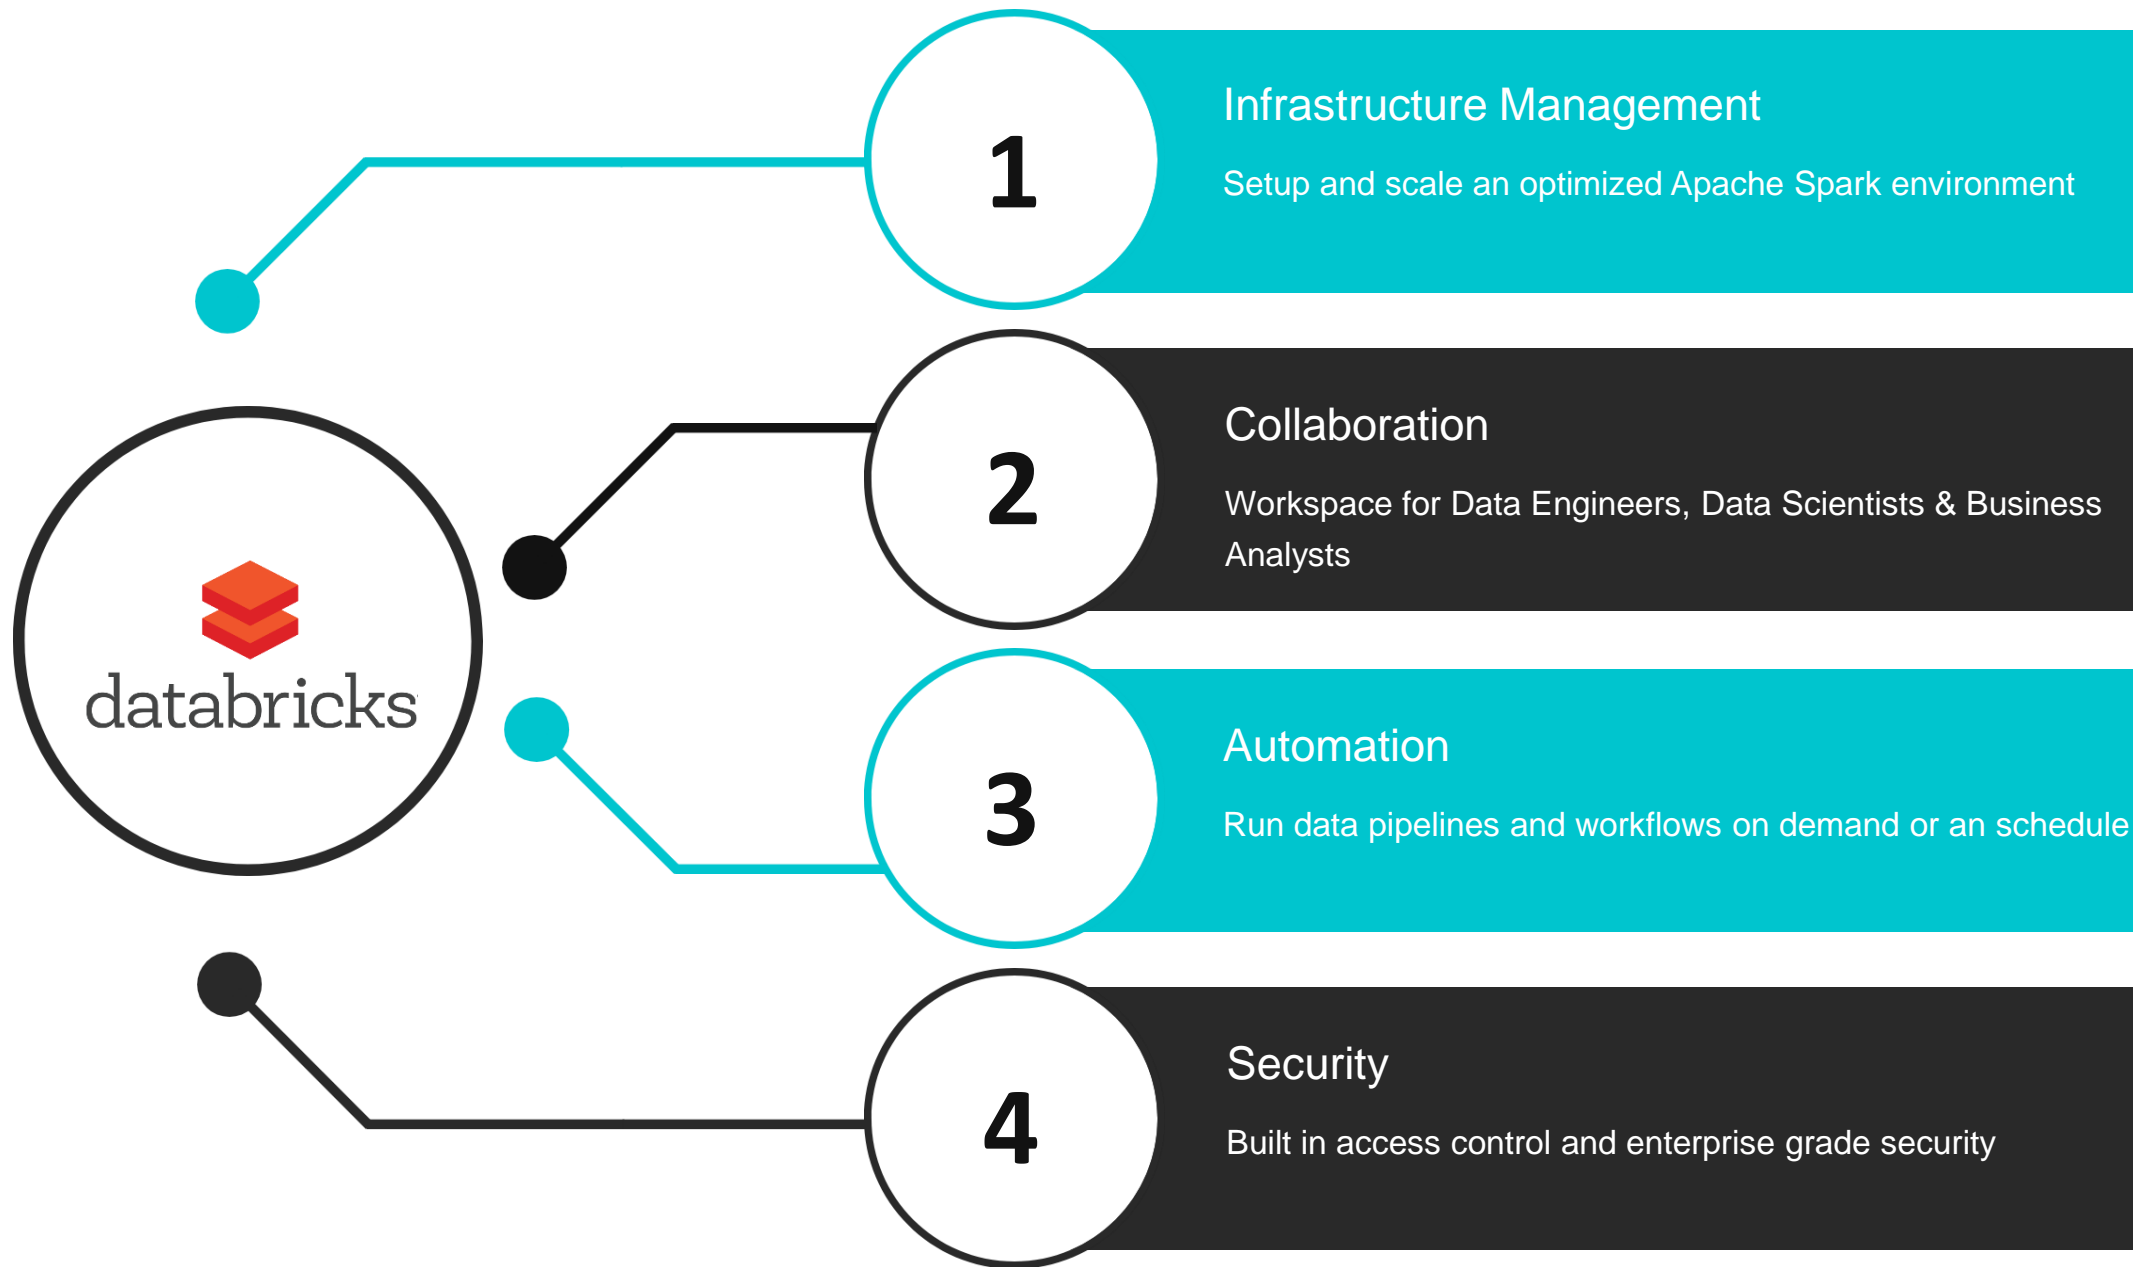 databricks
1
Infrastructure Management
Setup and scale an optimized Apache Spark environment
2
Collaboration
Workspace for Data Engineers, Data Scientists & Business
Analysts
3
Automation
Run data pipelines and workflows on demand or an schedule
4
Security
Built in access control and enterprise grade security